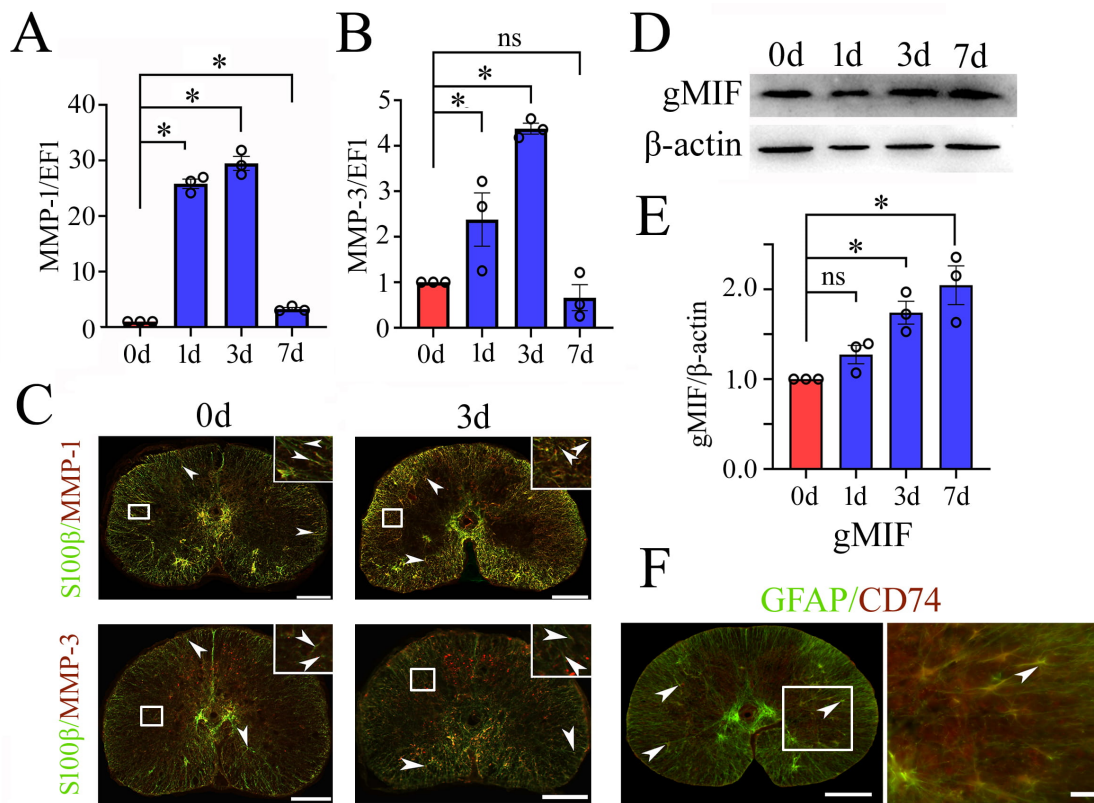 A
MMP-1/EF1
40
30
20
10
0
*
*
*
0d 1d 3d 7d
B
MMP-3/EF1
5
4
3
2
1
0
ns
*
*
0d 1d 3d 7d
C
0d 3d
S100β/MMP-1
S100β/MMP-3
D
0d 1d 3d 7d
gMIF
β-actin
E
gMIF/β-actin
2.0
1.0
0.0
*
*
ns
0d 1d 3d 7d
gMIF
F
GFAP/CD74